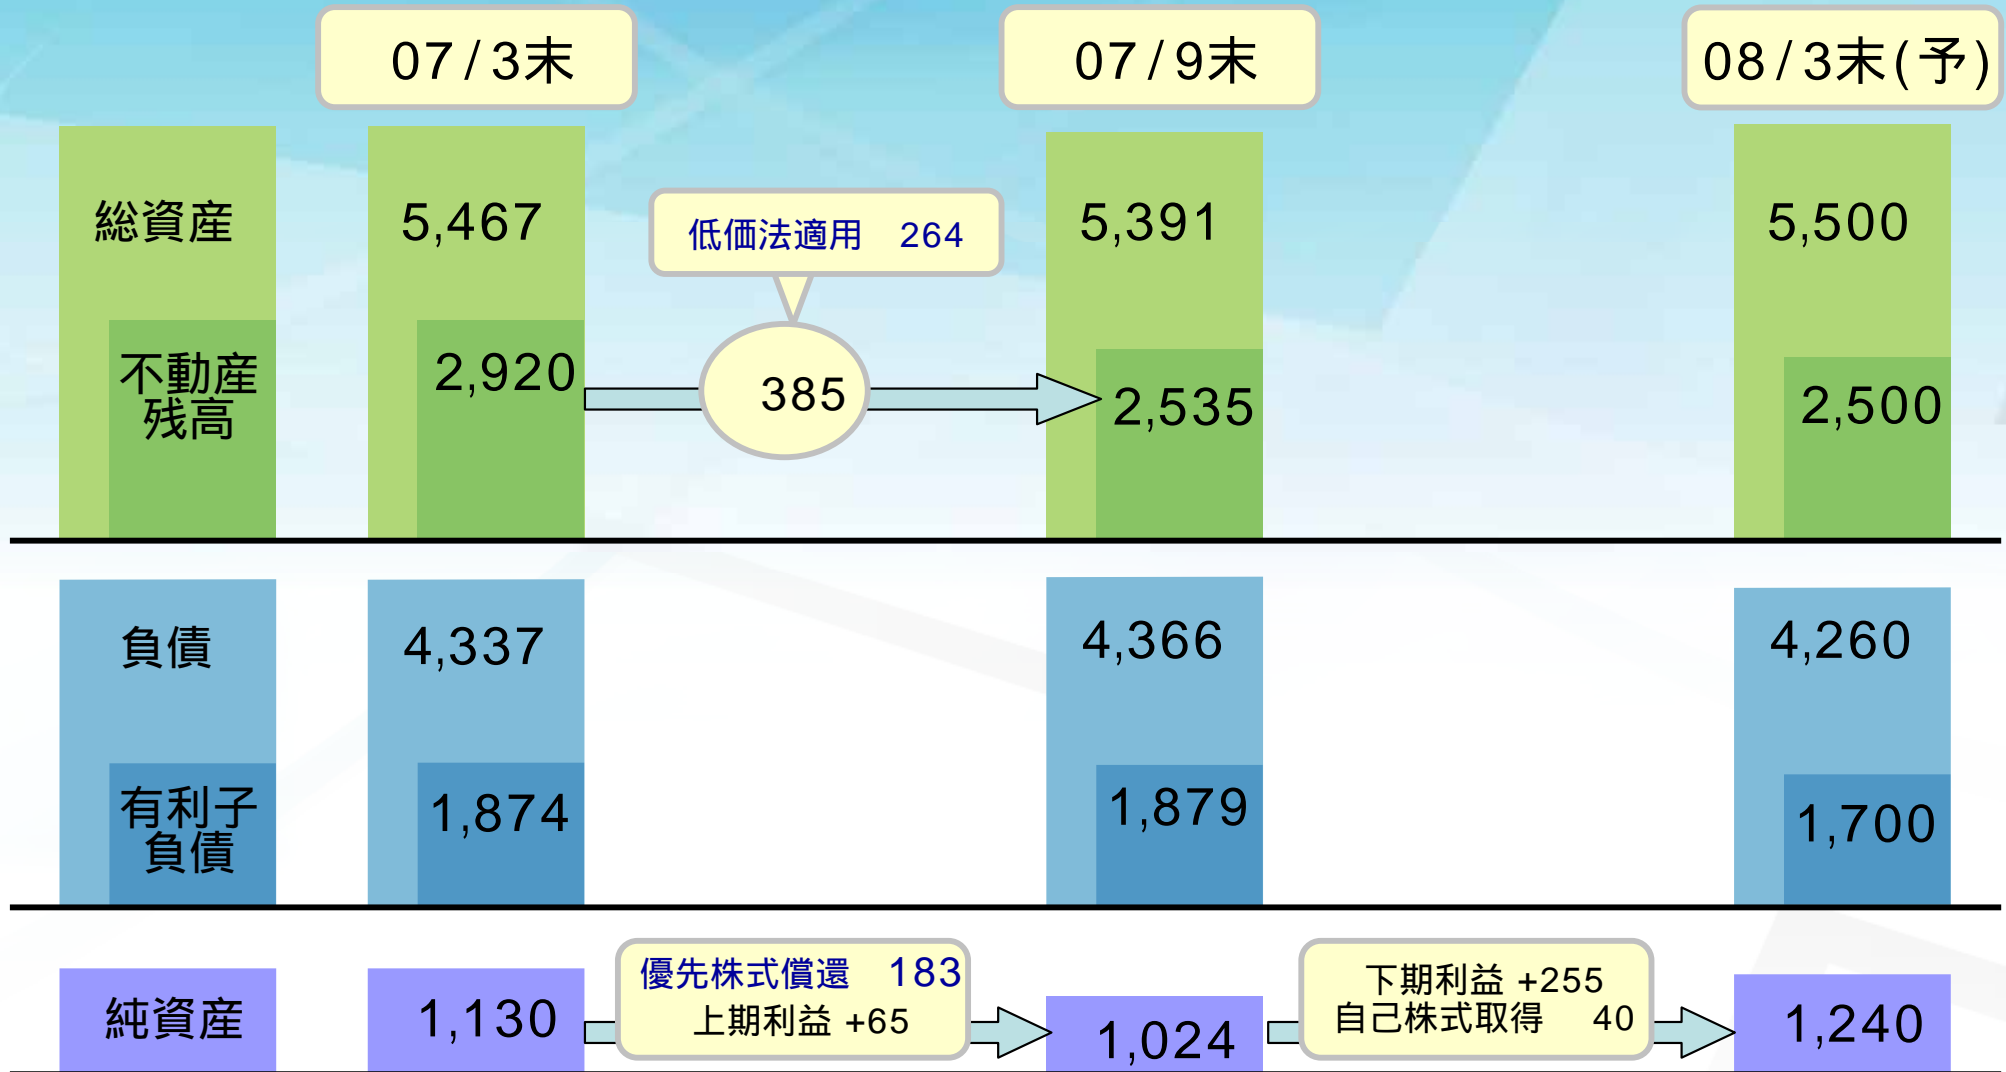 07/3末
07/9末
08/3末(予)
総資産
5,467
低価法適用　264
5,391
5,500
不動産
残高
2,920
385
2,535
2,500
負債
4,337
4,366
4,260
有利子
負債
1,874
1,879
1,700
純資産
1,130
優先株式償還　183
上期利益 +65
1,024
下期利益 +255
自己株式取得　40
1,240